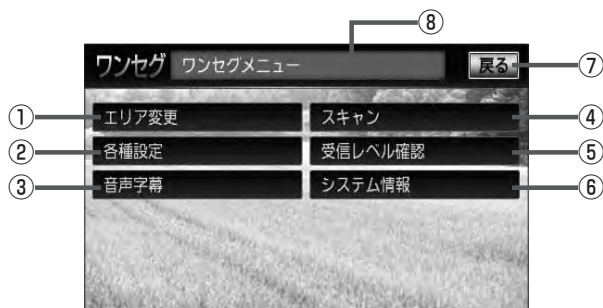 ⑧
ワンセグ ワンセグメニュー 戻る ⑦
① エリア変更 スキャン ④
② 各種設定 受信レベル確認 ⑤
③ 音声字幕 システム情報 ⑥